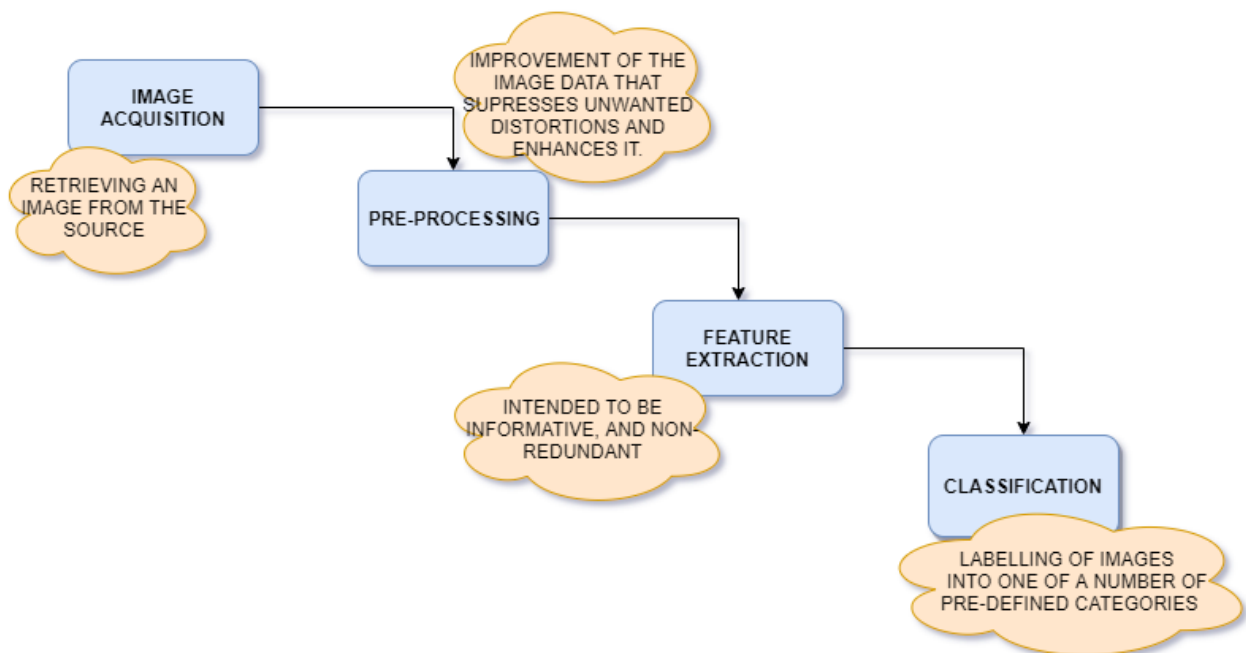 IMAGE
ACQUISITION
RETRIEVING AN
IMAGE FROM THE
SOURCE
IMPROVEMENT OF THE
IMAGE DATA THAT
SUPRESSES UNWANTED
DISTORTIONS AND
ENHANCES IT.
PRE-PROCESSING
FEATURE
EXTRACTION
INTENDED TO BE
INFORMATIVE, AND NON-
REDUNDANT
CLASSIFICATION
LABELLING OF IMAGES
INTO ONE OF A NUMBER OF
PRE-DEFINED CATEGORIES